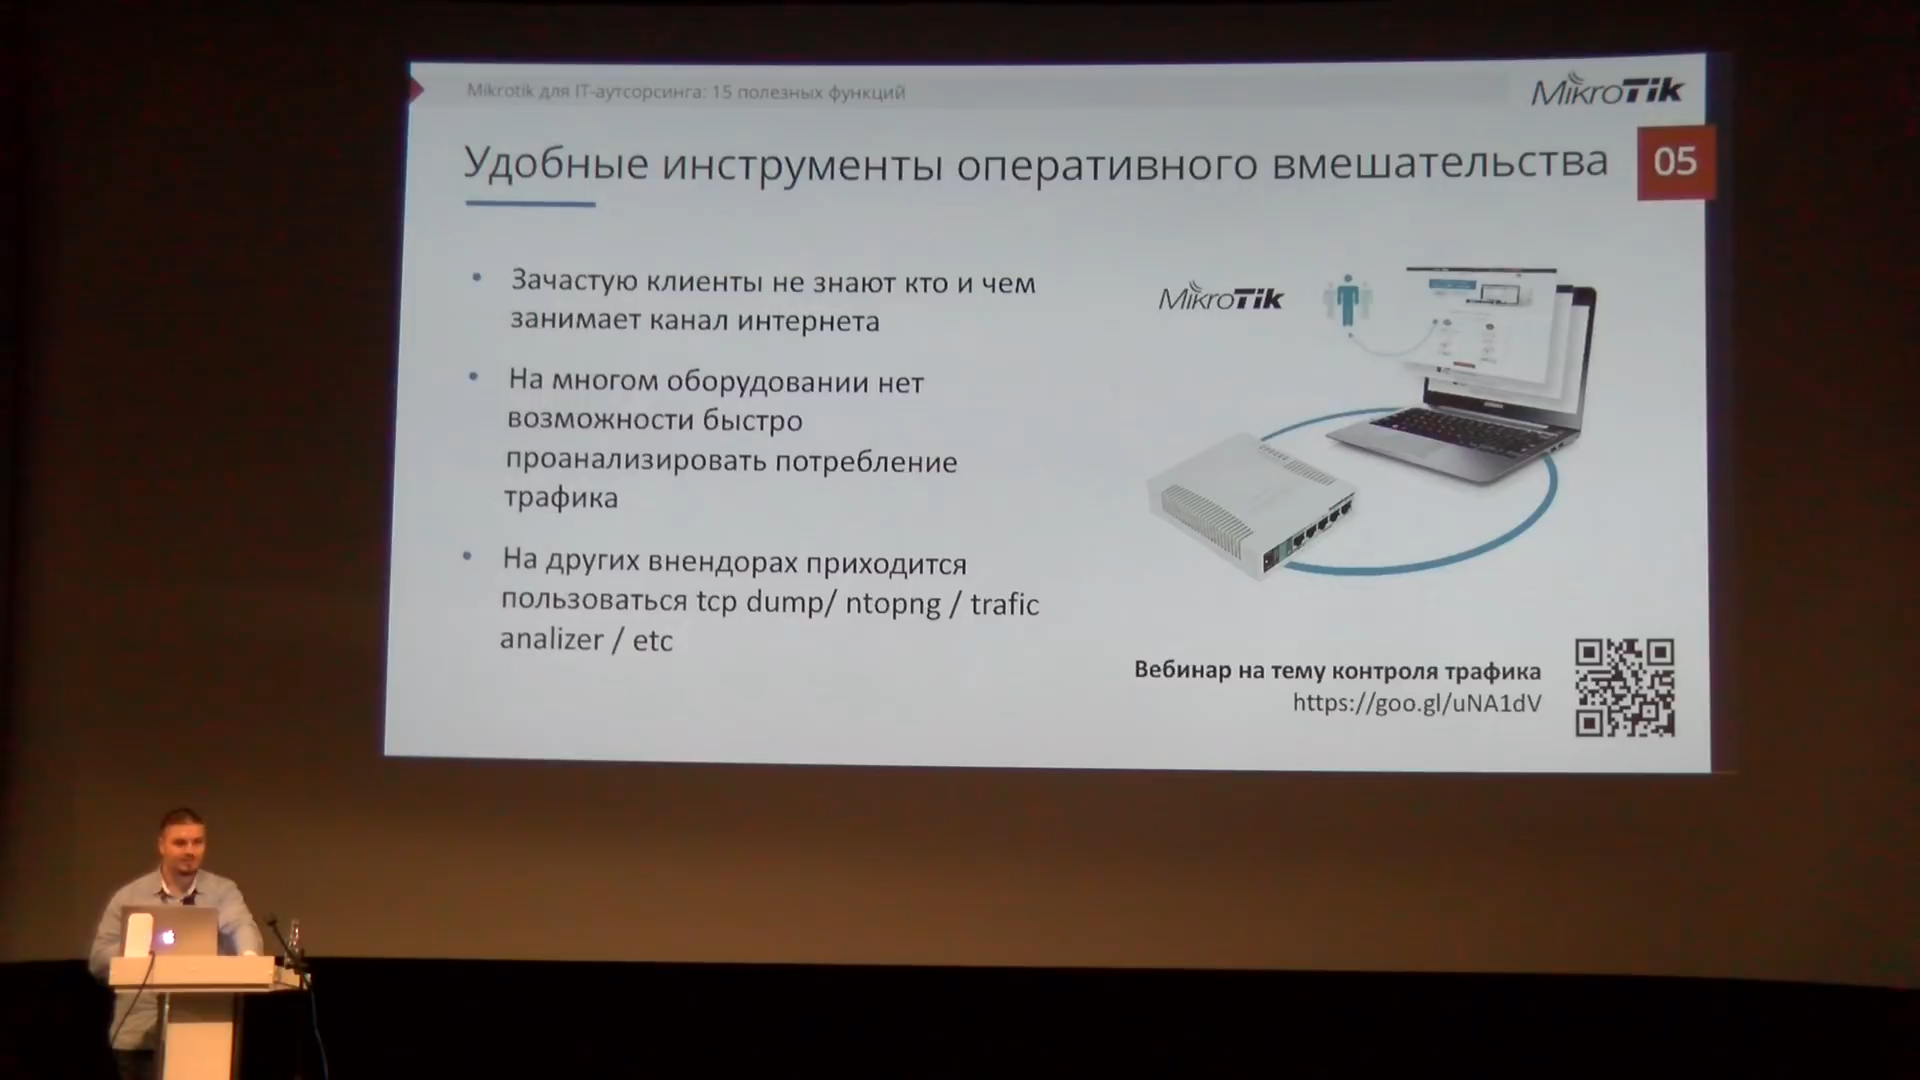 Mikrotik для IT-аутсорсинга: 15 полезных функций
MikroTik
Удобные инструменты оперативного вмешательства
05
Зачастую клиенты не знают кто и чем
занимает канал интернета
На многом оборудовании нет
возможности быстро
проанализировать потребление
трафика
На других внендорах приходится
пользоваться tcp dump/ ntopng / trafic
analizer / etc
MikroTik
Вебинар на тему контроля трафика
https://goo.gl/uNA1dV